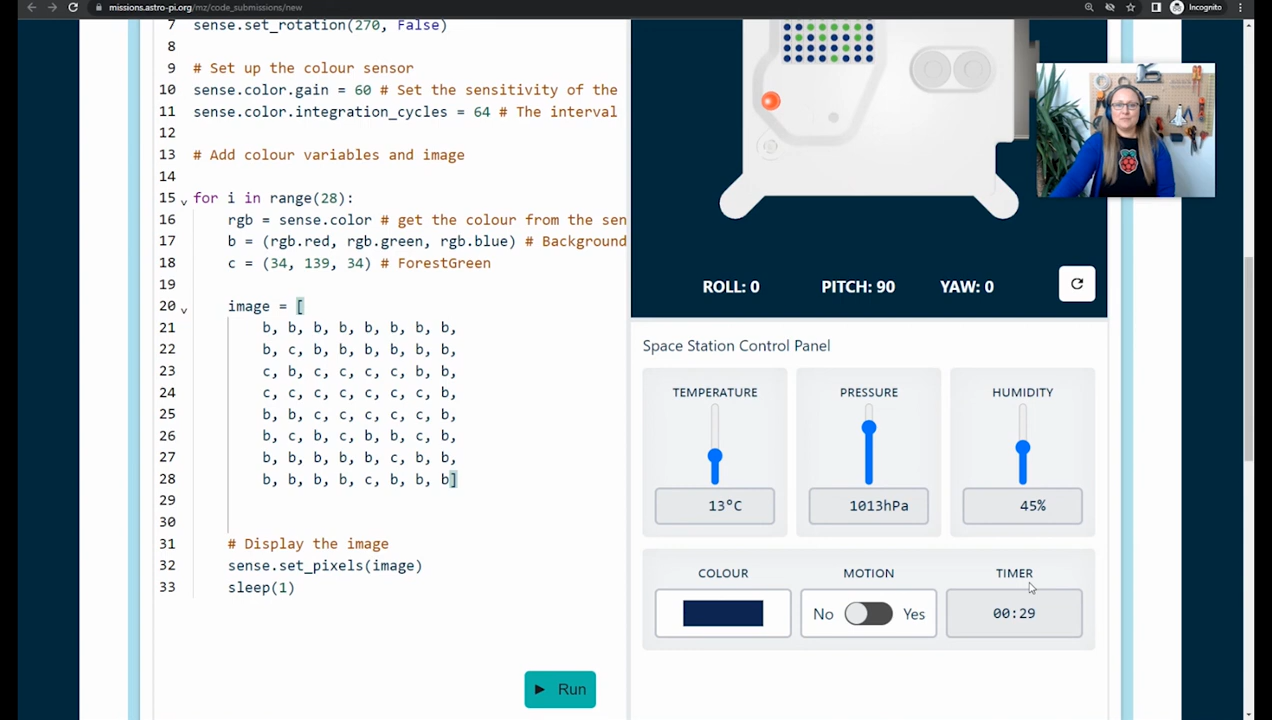 missions.astro-pi.org/mz/code_submissions/new
Incognito
7 sense.set_rotation(270, False)
8
9 # Set up the colour sensor
10 sense.color.gain = 60 # Set the sensitivity of the
11 sense.color.integration_cycles = 64 # The interval
12
13 # Add colour variables and image
14
15 for i in range(28):
16 rgb = sense.color # get the colour from the sen
17 b = (rgb.red, rgb.green, rgb.blue) # Background
18 c = (34, 139, 34) # ForestGreen
19
20 image = [
21 b, b, b, b, b, b, b, b,
22 b, c, b, b, b, b, b, b,
23 c, b, b, c, c, c, b, b,
24 c, c, c, c, c, c, c, b,
25 b, b, c, c, c, c, c, b,
26 b, c, b, c, b, b, c, b,
27 b, b, b, b, b, c, b, b,
28 b, b, b, b, c, b, b, b]
29
30
31 # Display the image
32 sense.set_pixels(image)
33 sleep(1)
Run
ROLL: 0 PITCH: 90 YAW: 0
Space Station Control Panel
TEMPERATURE PRESSURE HUMIDITY
13°C 1013hPa 45%
COLOUR MOTION TIMER
No Yes 00:29